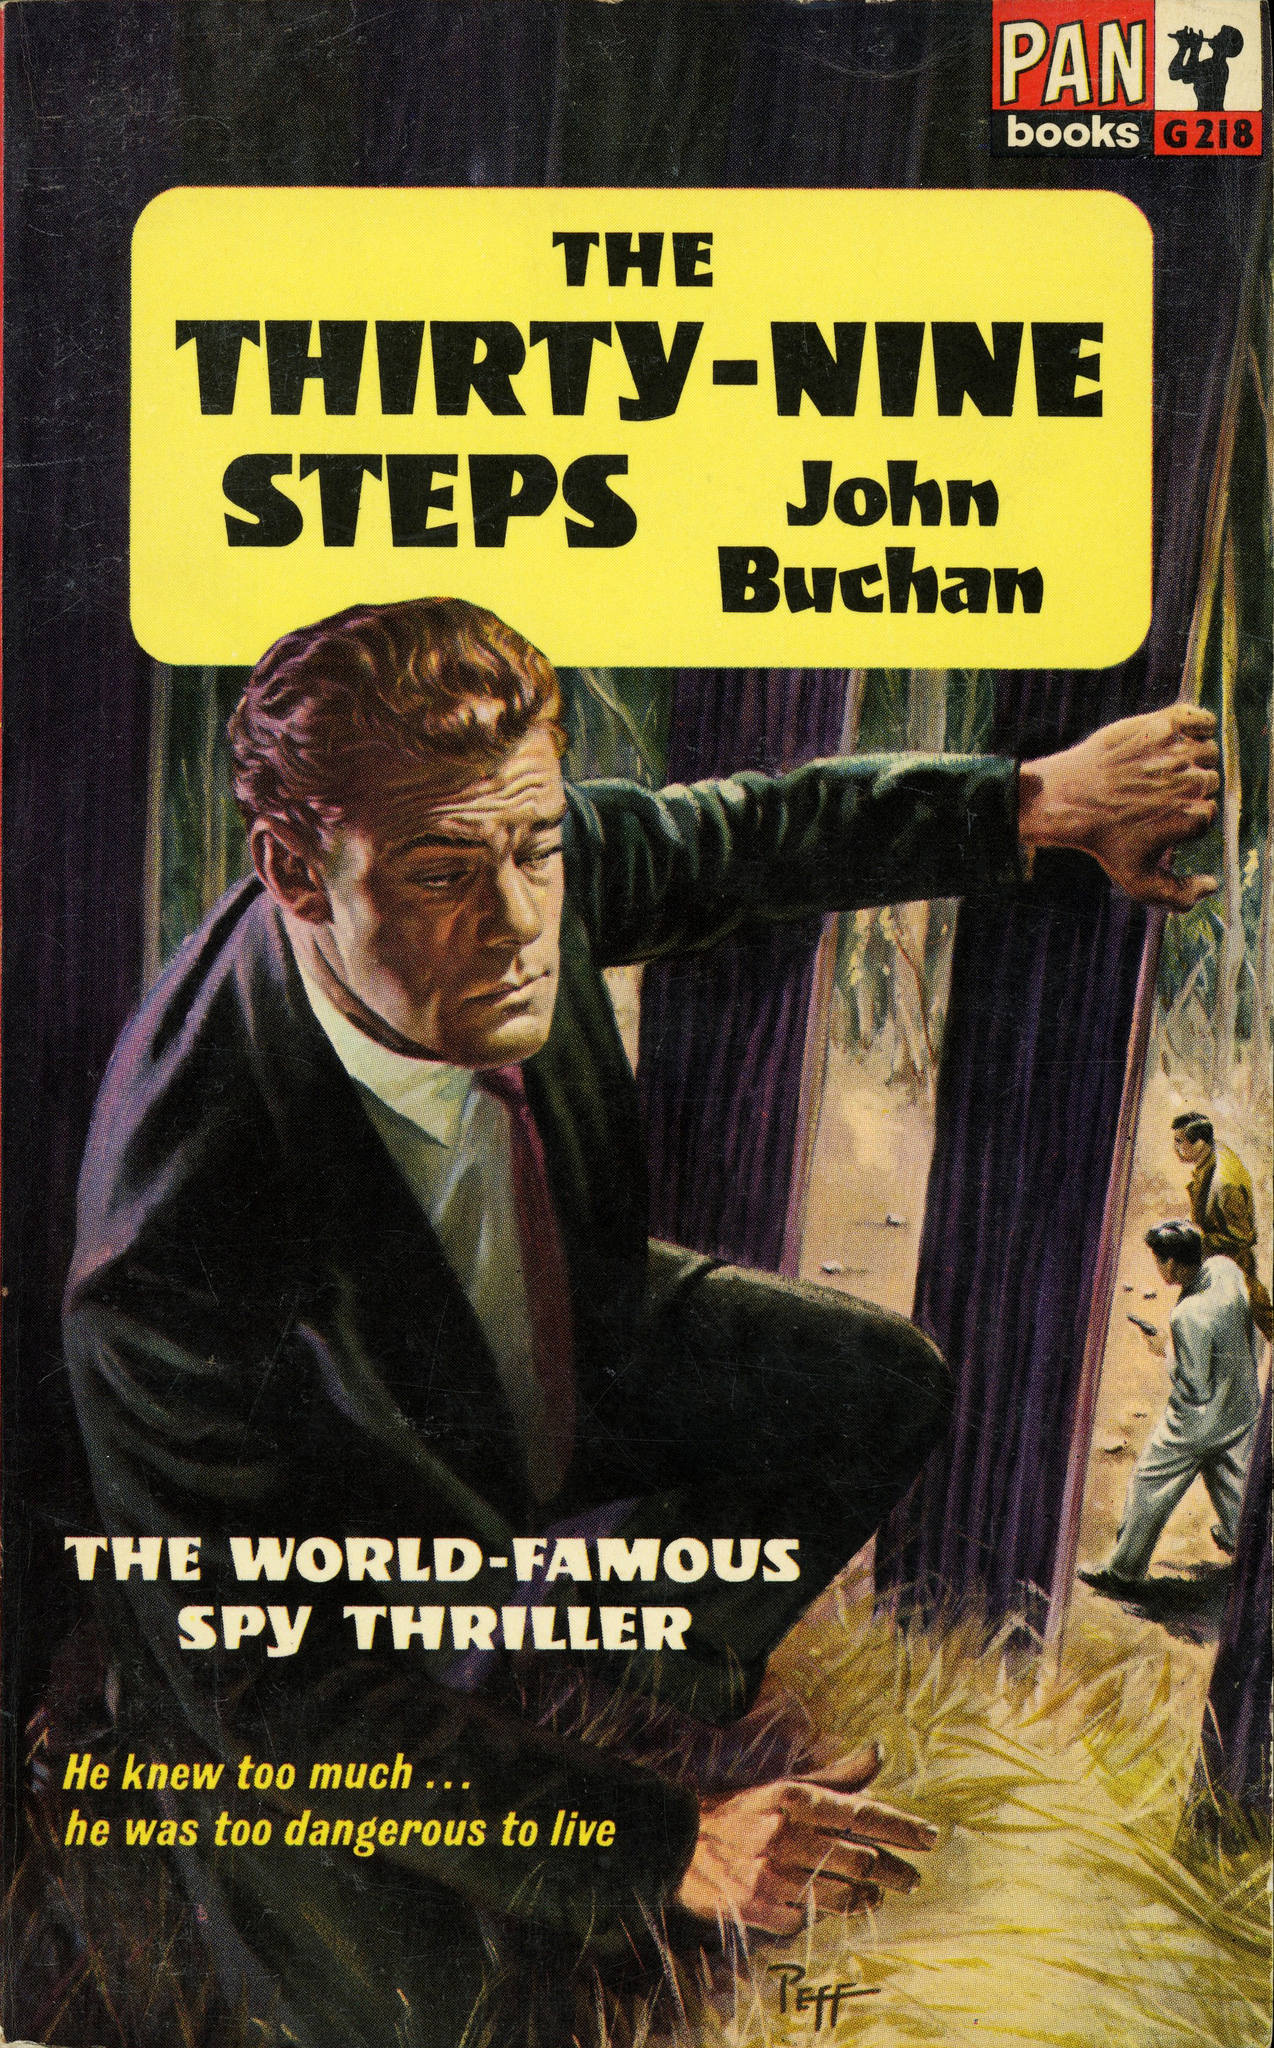 PAN
books G218
THE
THIRTY-NINE
STEPS
John
Buchan
THE WORLD-FAMOUS
SPY THRILLER
He knew too much ...
he was too dangerous to live
PEFF